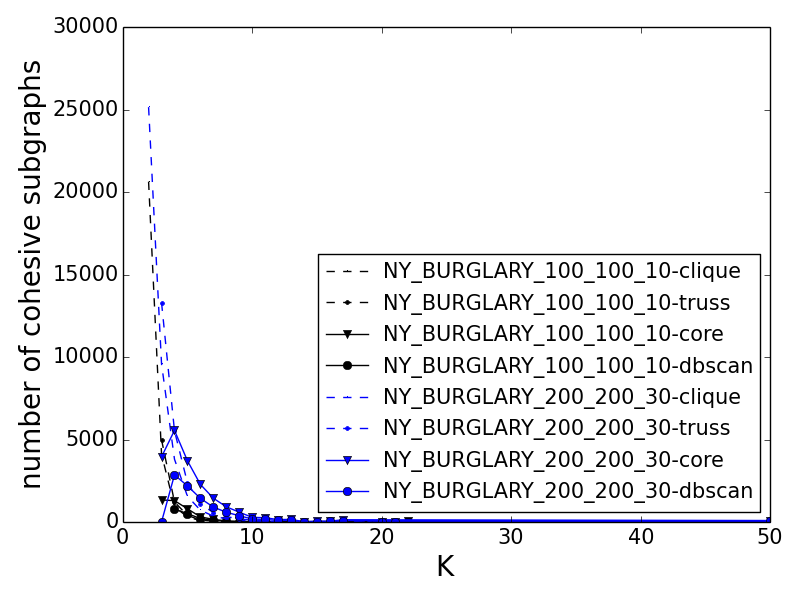 30000
25000
20000
15000
10000
5000
0
number of cohesive subgraphs
NY_BURGLARY_100_100_10-clique
NY_BURGLARY_100_100_10-truss
NY_BURGLARY_100_100_10-core
NY_BURGLARY_100_100_10-dbscan
NY_BURGLARY_200_200_30-clique
NY_BURGLARY_200_200_30-truss
NY_BURGLARY_200_200_30-core
NY_BURGLARY_200_200_30-dbscan
0 10 20 30 40 50
K